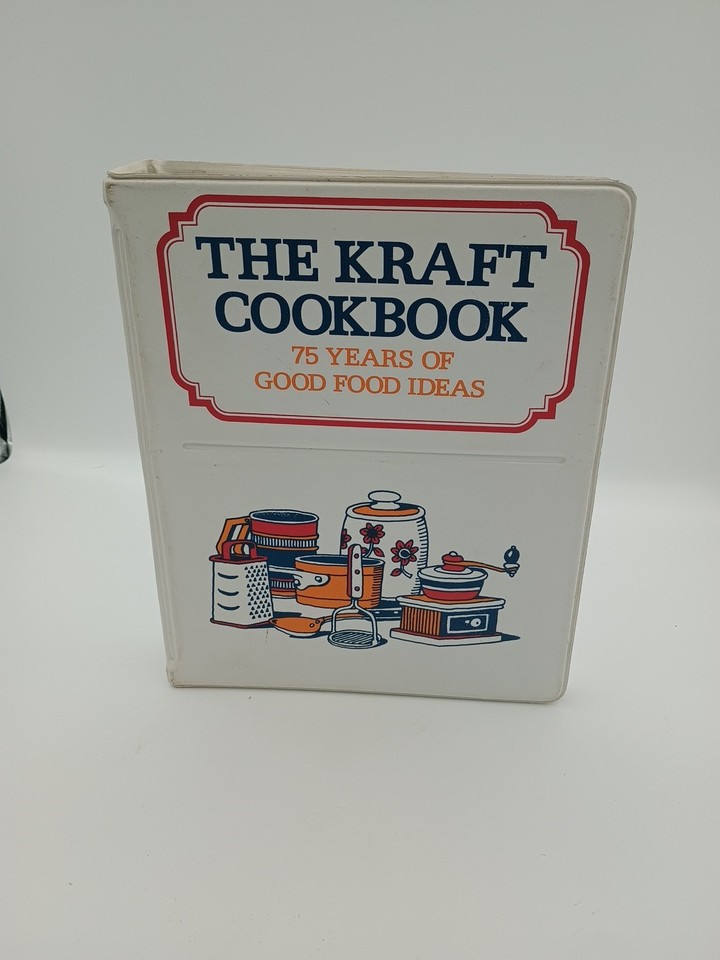 THE KRAFT
COOKBOOK
75 YEARS OF
GOOD FOOD IDEAS